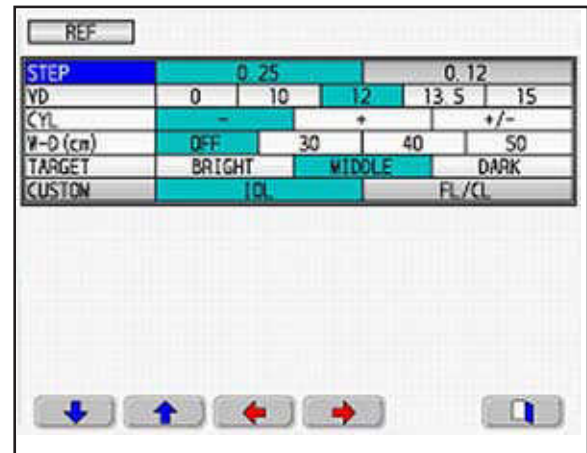 REF
STEP 0.25 0.12
VD 0 10 12 13.5 15
CYL - + +/-
W-D(cm) OFF 30 40 50
TARGET BRIGHT MIDDLE DARK
CUSTOM IOL FL/CL